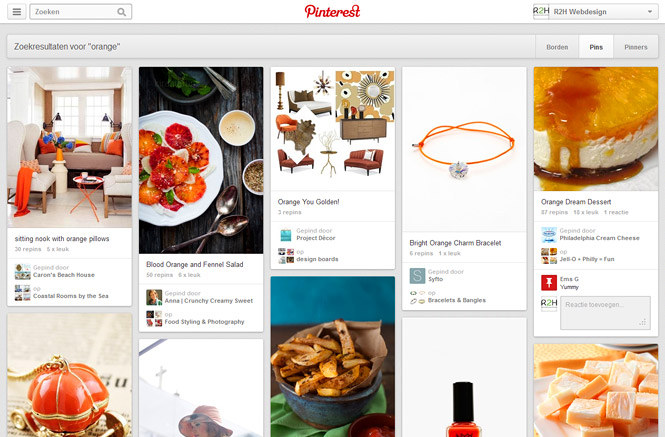 Zoeken
Pinterest
R2H Webdesign
Zoekresultaten voor "orange"
Borden
Pins
Pinners
sitting nook with orange pillows
30 repins 5 x leuk
Gepind door
Caron's Beach House
op
Coastal Rooms by the Sea
Blood Orange and Fennel Salad
50 repins 6 x leuk
Gepind door
Anna | Crunchy Creamy Sweet
op
Food Styling & Photography
Orange You Golden!
3 repins
Gepind door
Project Décor
op
design boards
Bright Orange Charm Bracelet
6 repins 1 x leuk
Gepind door
Syflo
op
Bracelets & Bangles
Orange Dream Dessert
87 repins 18 x leuk 1 reactie
Gepind door
Philadelphia Cream Cheese
op
Jell-O + Philly = Fun
Ems G
Yummy
R2H
Reactie toevoegen...